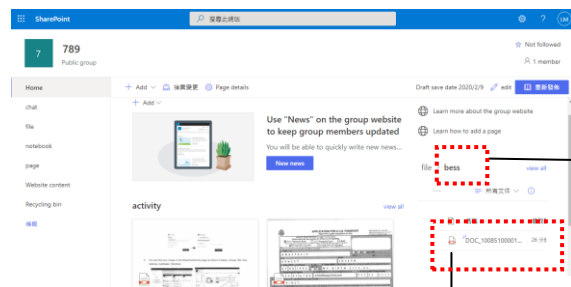 SharePoint
搜尋此網站
?
LM
7
789
Public group
Not followed
1 member
Home
+ Add
捨棄變更
Page details
Draft save date 2020/2/9
edit
重新發佈
chat
file
notebook
page
Website content
Recycling bin
編輯
+ Add
Use "News" on the group website
to keep group members updated
You will be able to quickly write new news...
New news
Learn more about the group website
Learn how to add a page
file
bess
view all
所有文件
activity
view all
DOC_10085100001...